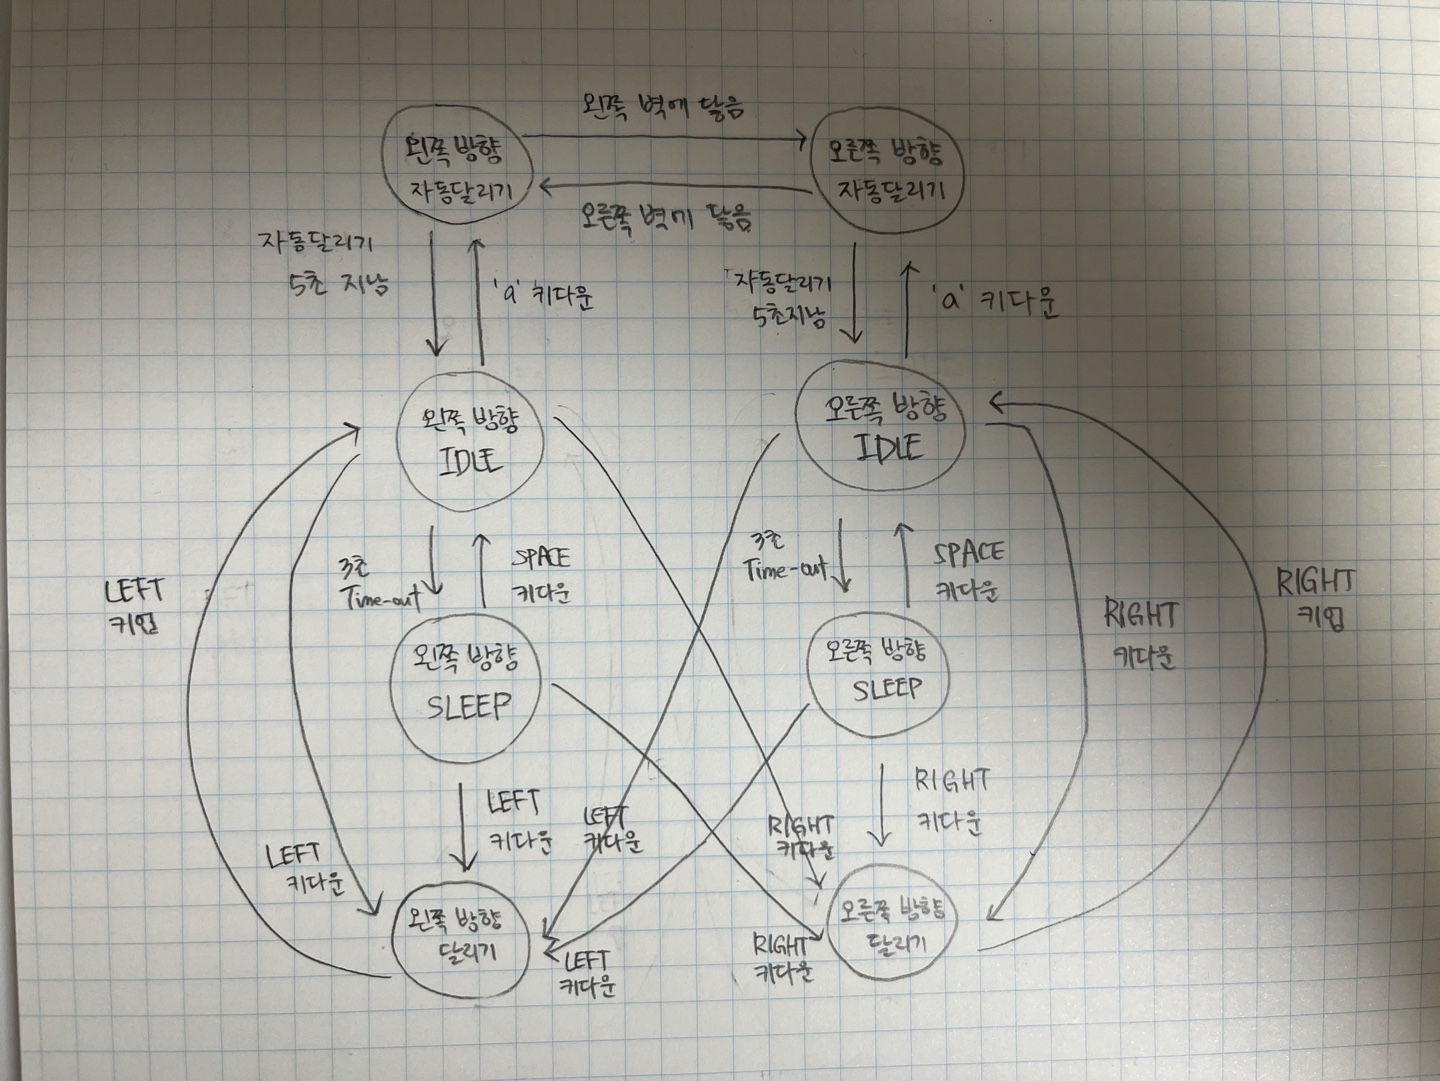 왼쪽 벽에 닿음
왼쪽 방향
자동달리기
오른쪽 방향
자동달리기
오른쪽 벽에 닿음
자동달리기
5초 지남
'a' 키다운
자동달리기
5초지남
'a' 키다운
왼쪽 방향
IDLE
오른쪽 방향
IDLE
3초
Time-out
SPACE
키다운
3초
Time-out
SPACE
키다운
LEFT
키업
RIGHT
키다운
RIGHT
키업
왼쪽 방향
SLEEP
오른쪽 방향
SLEEP
LEFT
키다운
LEFT
키다운
LEFT
키다운
RIGHT
키다운
RIGHT
키다운
왼쪽 방향
달리기
오른쪽 방향
달리기
LEFT
키다운
RIGHT
키다운